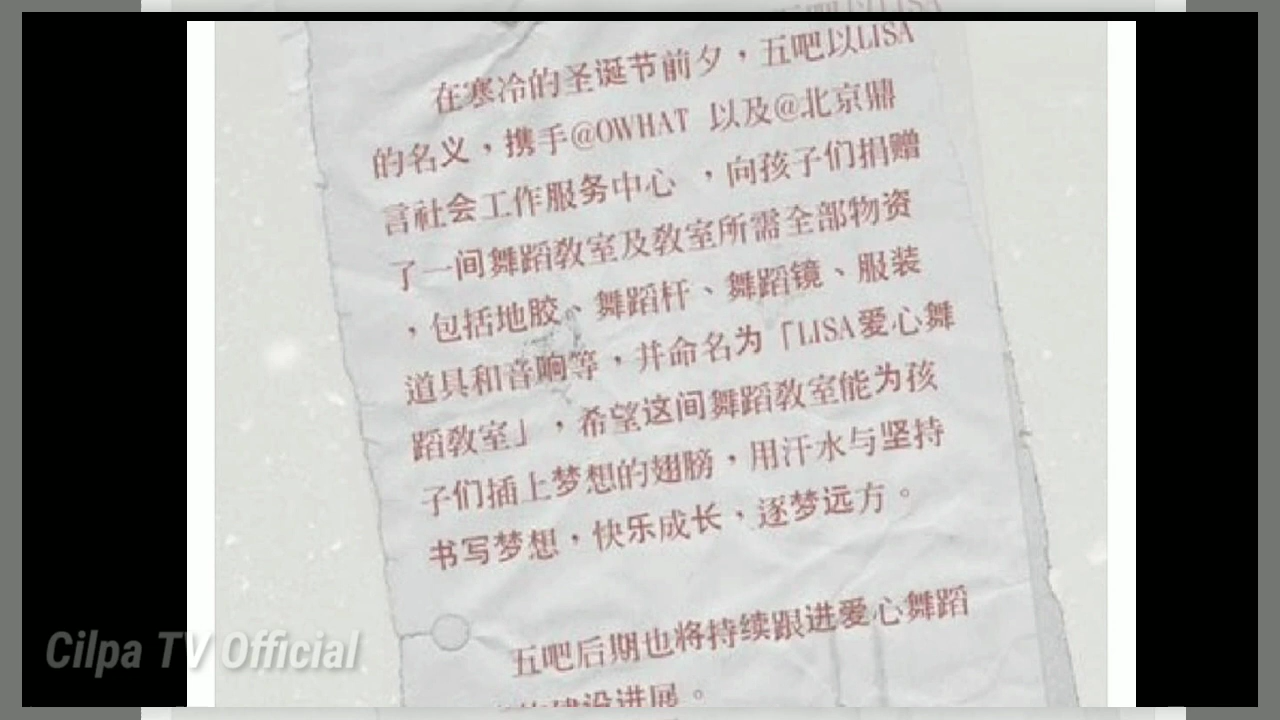 在寒冷的圣诞节前夕，五吧以LISA
的名义，携手@OWHAT 以及@北京鼎
言社会工作服务中心 ，向孩子们捐赠
了一间舞蹈教室及教室所需全部物资
，包括地胶、舞蹈杆、舞蹈镜、服装
道具和音响等，并命名为「LISA爱心舞
蹈教室」，希望这间舞蹈教室能为孩
子们插上梦想的翅膀，用汗水与坚持
书写梦想，快乐成长，逐梦远方。
五吧后期也将持续跟进爱心舞蹈
建设进展。
Cilpa TV Official